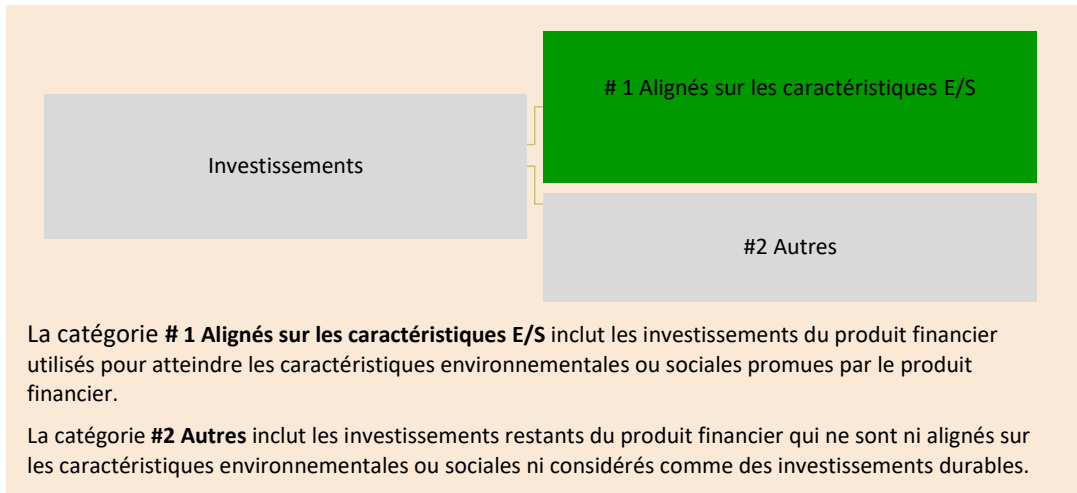 # 1 Alignés sur les caractéristiques E/S
Investissements
#2 Autres
La catégorie # 1 Alignés sur les caractéristiques E/S inclut les investissements du produit financier
utilisés pour atteindre les caractéristiques environnementales ou sociales promues par le produit
financier.
La catégorie #2 Autres inclut les investissements restants du produit financier qui ne sont ni alignés sur
les caractéristiques environnementales ou sociales ni considérés comme des investissements durables.